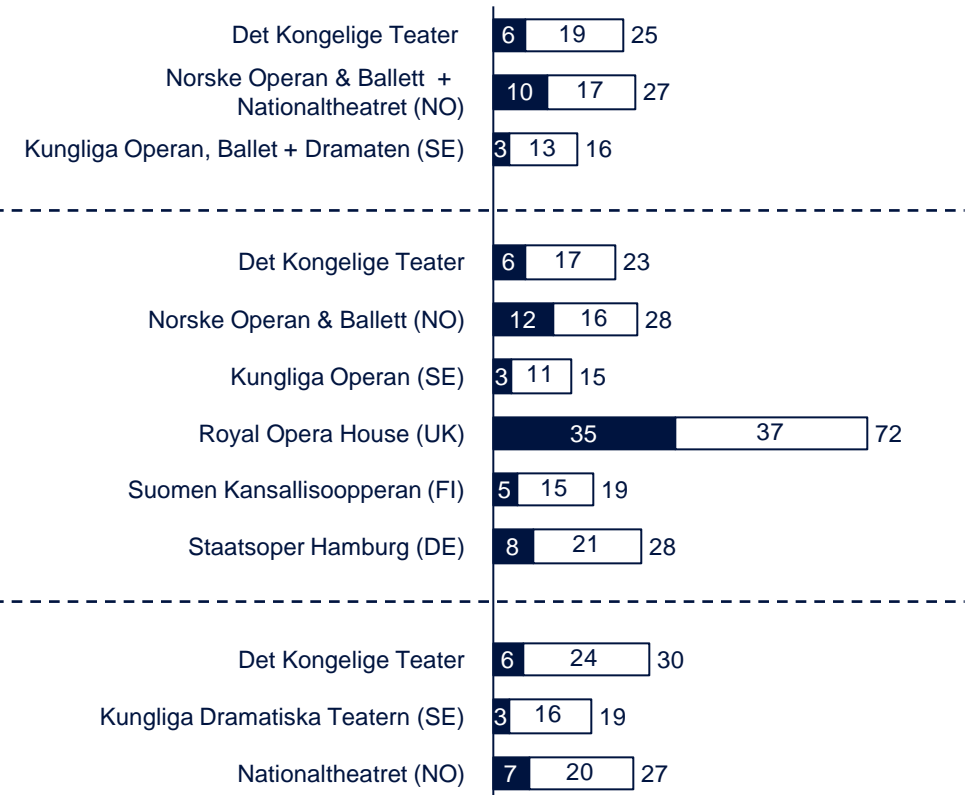 Det Kongelige Teater 6 19 25
Norske Operan & Ballett +
Nationaltheatret (NO) 10 17 27
Kungliga Operan, Ballet + Dramaten (SE) 3 13 16
Det Kongelige Teater 6 17 23
Norske Operan & Ballett (NO) 12 16 28
Kungliga Operan (SE) 3 11 15
Royal Opera House (UK) 35 37 72
Suomen Kansallisoopperan (FI) 5 15 19
Staatsoper Hamburg (DE) 8 21 28
Det Kongelige Teater 6 24 30
Kungliga Dramatiska Teatern (SE) 3 16 19
Nationaltheatret (NO) 7 20 27